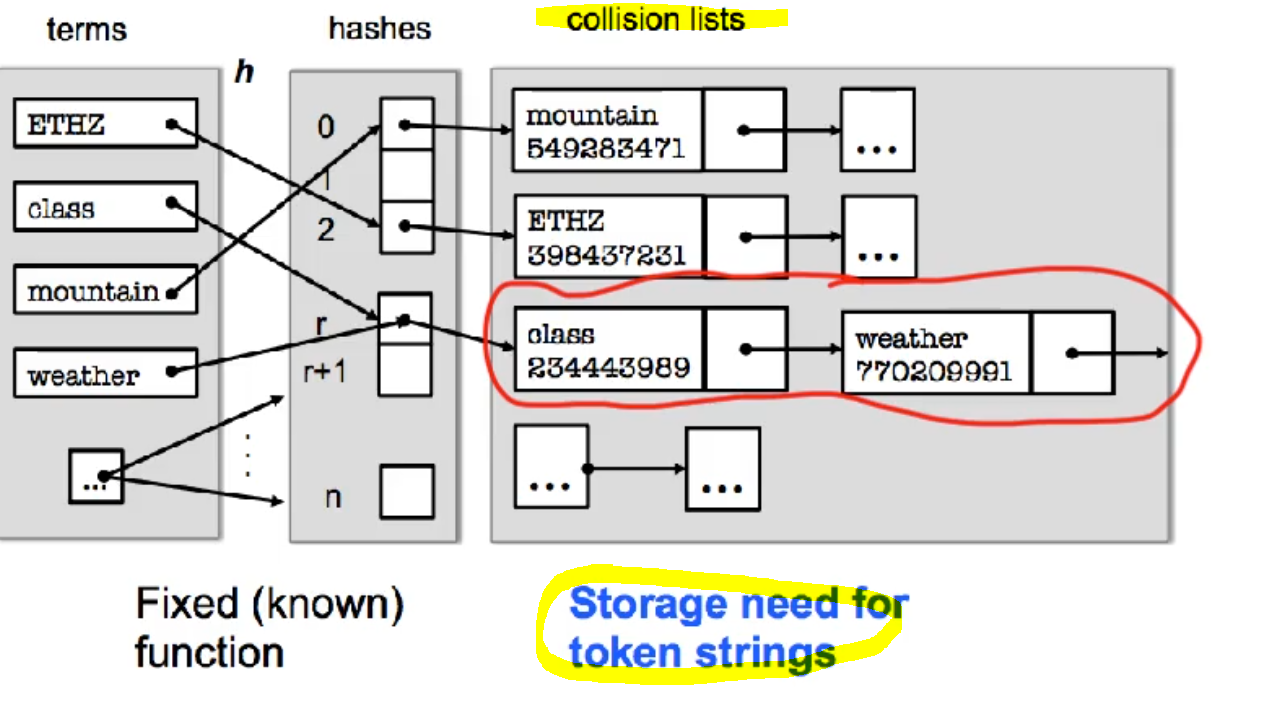 terms
hashes
collision lists
h
ETHZ
class
mountain
weather
...
0
1
2
r
r+1
n
mountain
549283471
...
ETHZ
398437231
...
class
234443989
weather
770209991
...
...
Fixed (known)
function
Storage need for
token strings